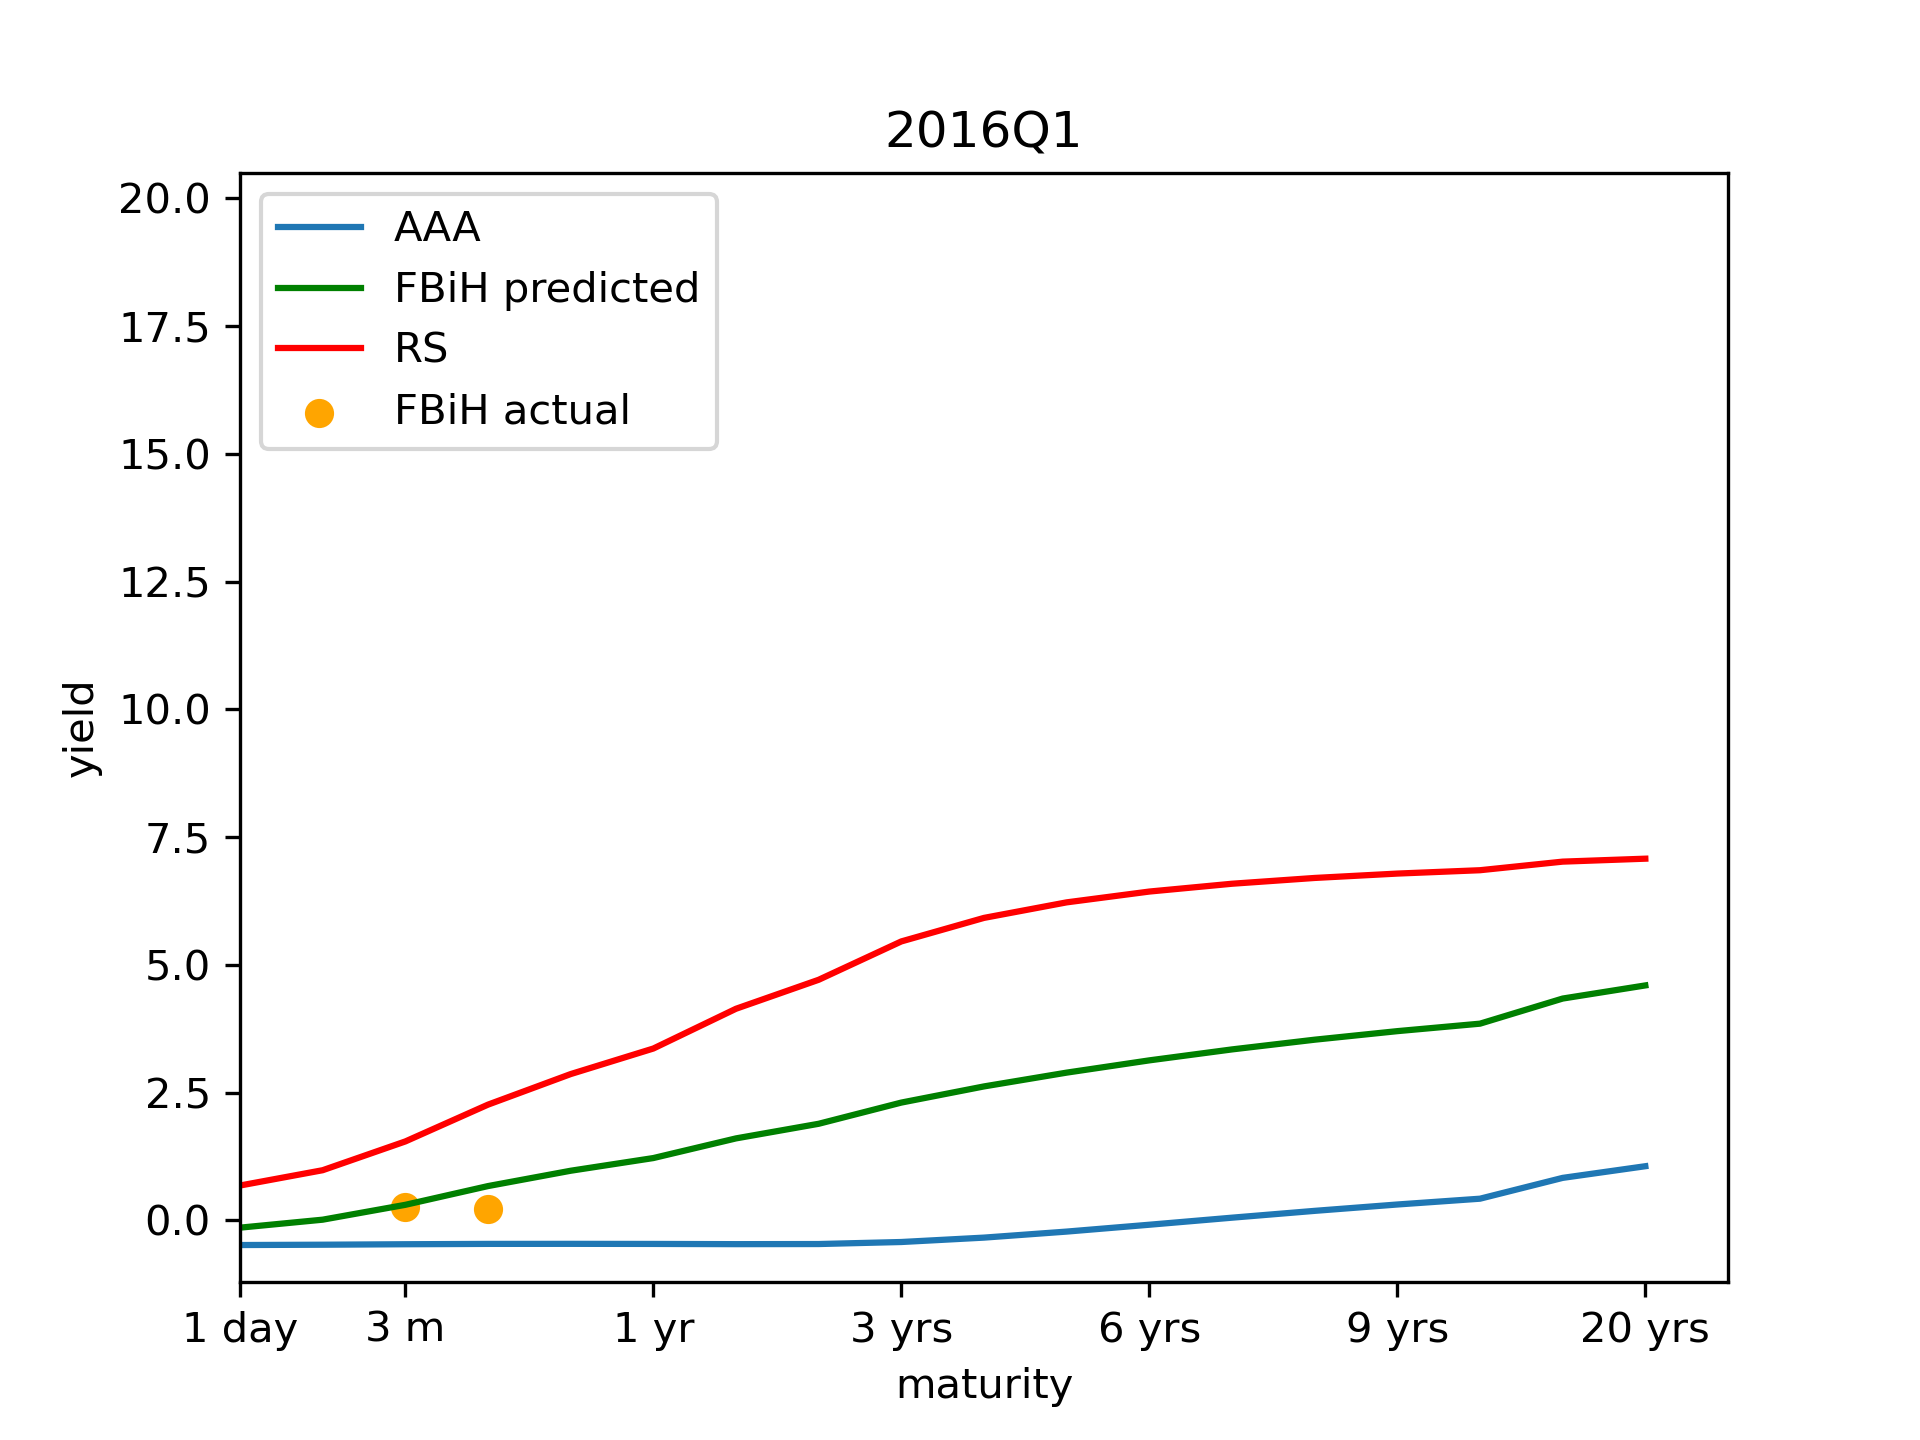 2016Q1
20.0
17.5
15.0
12.5
10.0
7.5
5.0
2.5
0.0
yield
AAA
FBiH predicted
RS
FBiH actual
1 day 3 m 1 yr 3 yrs 6 yrs 9 yrs 20 yrs
maturity